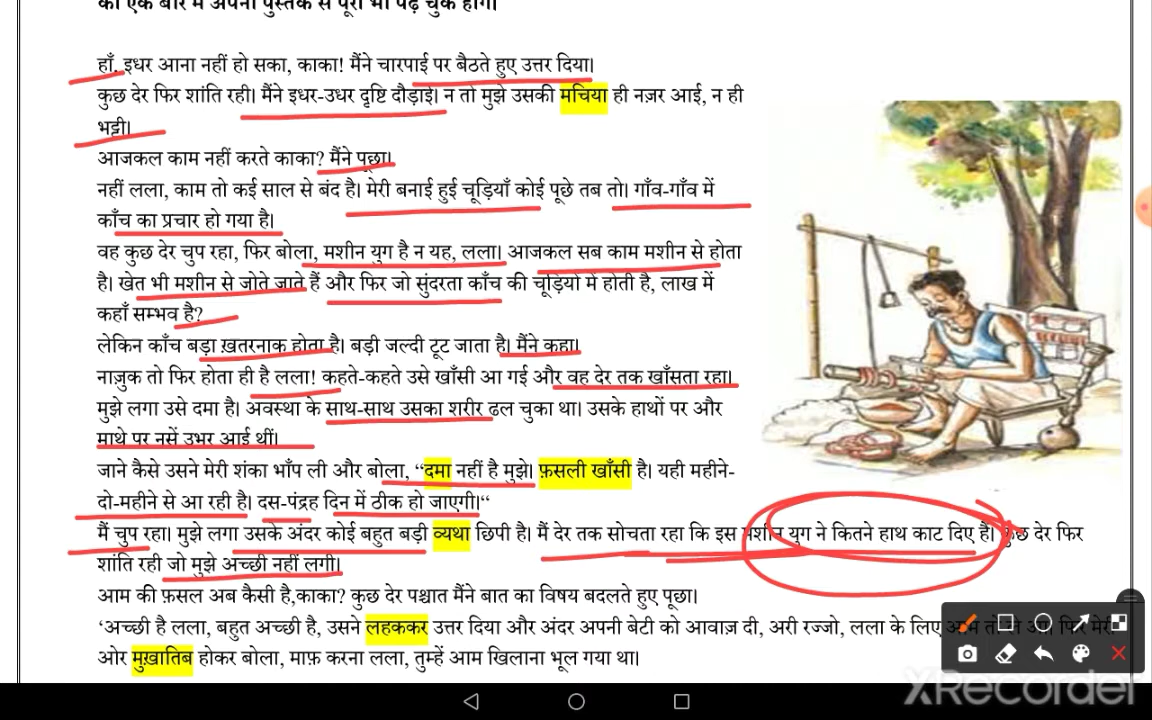 को एक बार में अपनी पुस्तक से पूरा भी पढ़ चुके होंगे।
हाँ, इधर आना नहीं हो सका, काका! मैंने चारपाई पर बैठते हुए उत्तर दिया।
कुछ देर फिर शांति रही। मैंने इधर-उधर दृष्टि दौड़ाई। न तो मुझे उसकी मचिया ही नज़र आई, न ही
भट्टी।
आजकल काम नहीं करते काका? मैंने पूछा।
नहीं लला, काम तो कई साल से बंद है। मेरी बनाई हुई चूड़ियाँ कोई पूछे तब तो। गाँव-गाँव में
काँच का प्रचार हो गया है।
वह कुछ देर चुप रहा, फिर बोला, मशीन युग है न यह, लला। आजकल सब काम मशीन से होता
है। खेत भी मशीन से जोते जाते हैं और फिर जो सुंदरता काँच की चूड़ियों में होती है, लाख में
कहाँ सम्भव है?
लेकिन काँच बड़ा ख़तरनाक होता है। बड़ी जल्दी टूट जाता है। मैंने कहा।
नाज़ुक तो फिर होता ही है लला! कहते-कहते उसे खाँसी आ गई और वह देर तक खाँसता रहा।
मुझे लगा उसे दमा है। अवस्था के साथ-साथ उसका शरीर ढल चुका था। उसके हाथों पर और
माथे पर नसें उभर आई थीं।
जाने कैसे उसने मेरी शंका भाँप ली और बोला, “दमा नहीं है मुझे। फ़सली खाँसी है। यही महीने-
दो-महीने से आ रही है। दस-पंद्रह दिन में ठीक हो जाएगी।“
मैं चुप रहा। मुझे लगा उसके अंदर कोई बहुत बड़ी व्यथा छिपी है। मैं देर तक सोचता रहा कि इस मशीन युग ने कितने हाथ काट दिए हैं। कुछ देर फिर
शांति रही जो मुझे अच्छी नहीं लगी।
आम की फ़सल अब कैसी है,काका? कुछ देर पश्चात मैंने बात का विषय बदलते हुए पूछा।
‘अच्छी है लला, बहुत अच्छी है, उसने लहककर उत्तर दिया और अंदर अपनी बेटी को आवाज़ दी, अरी रज्जो, लला के लिए
ओर मुख़ातिब होकर बोला, माफ़ करना लला, तुम्हें आम खिलाना भूल गया था।
XRecorder